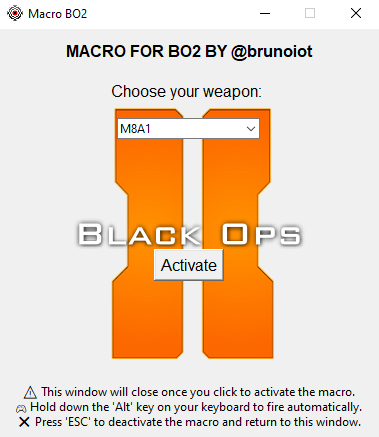 Macro BO2
MACRO FOR BO2 BY @brunoiot
Choose your weapon:
M8A1
BLACK OPS
Activate
⚠ This window will close once you click to activate the macro.
🎮 Hold down the 'Alt' key on your keyboard to fire automatically.
✕ Press 'ESC' to deactivate the macro and return to this window.